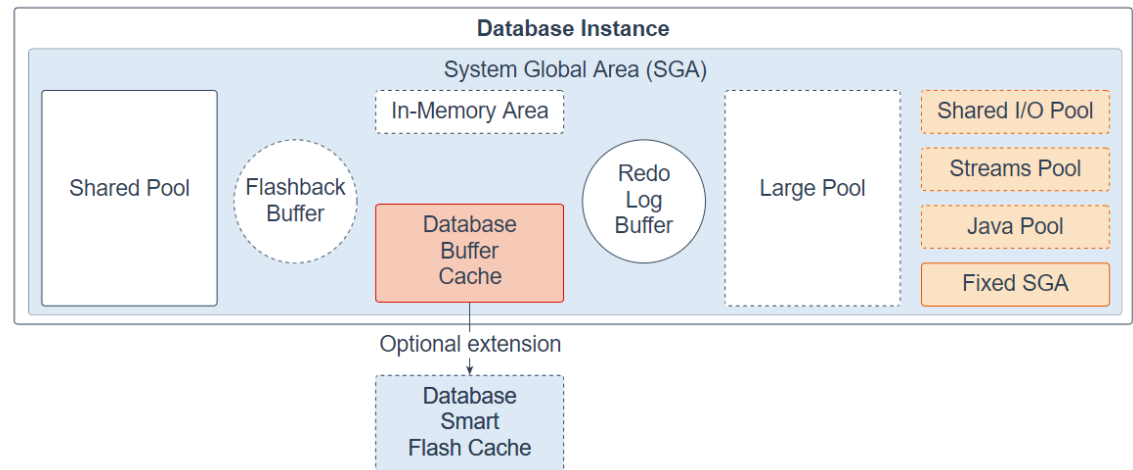 Database Instance
System Global Area (SGA)
Shared Pool
Flashback
Buffer
In-Memory Area
Database
Buffer
Cache
Redo
Log
Buffer
Large Pool
Shared I/O Pool
Streams Pool
Java Pool
Fixed SGA
Optional extension
Database
Smart
Flash Cache